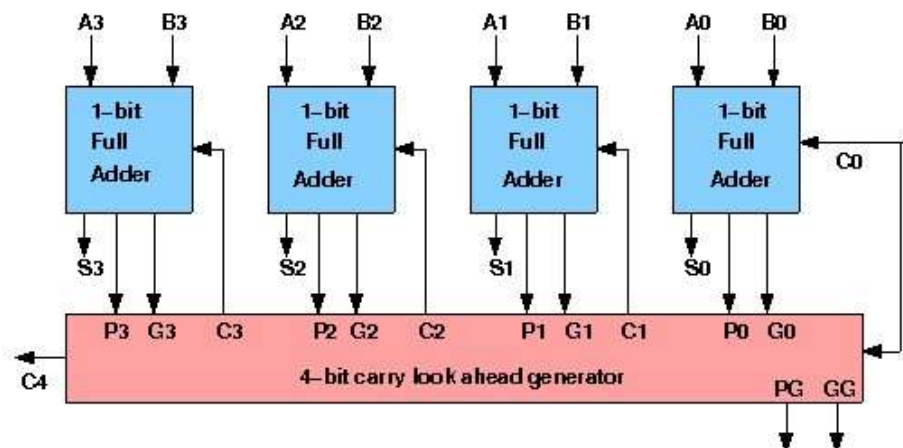 A3 B3 A2 B2 A1 B1 A0 B0
1-bit Full Adder
1-bit Full Adder
1-bit Full Adder
1-bit Full Adder
C0
S3 S2 S1 S0
P3 G3 C3 P2 G2 C2 P1 G1 C1 P0 G0
C4
4-bit carry look ahead generator
PG GG